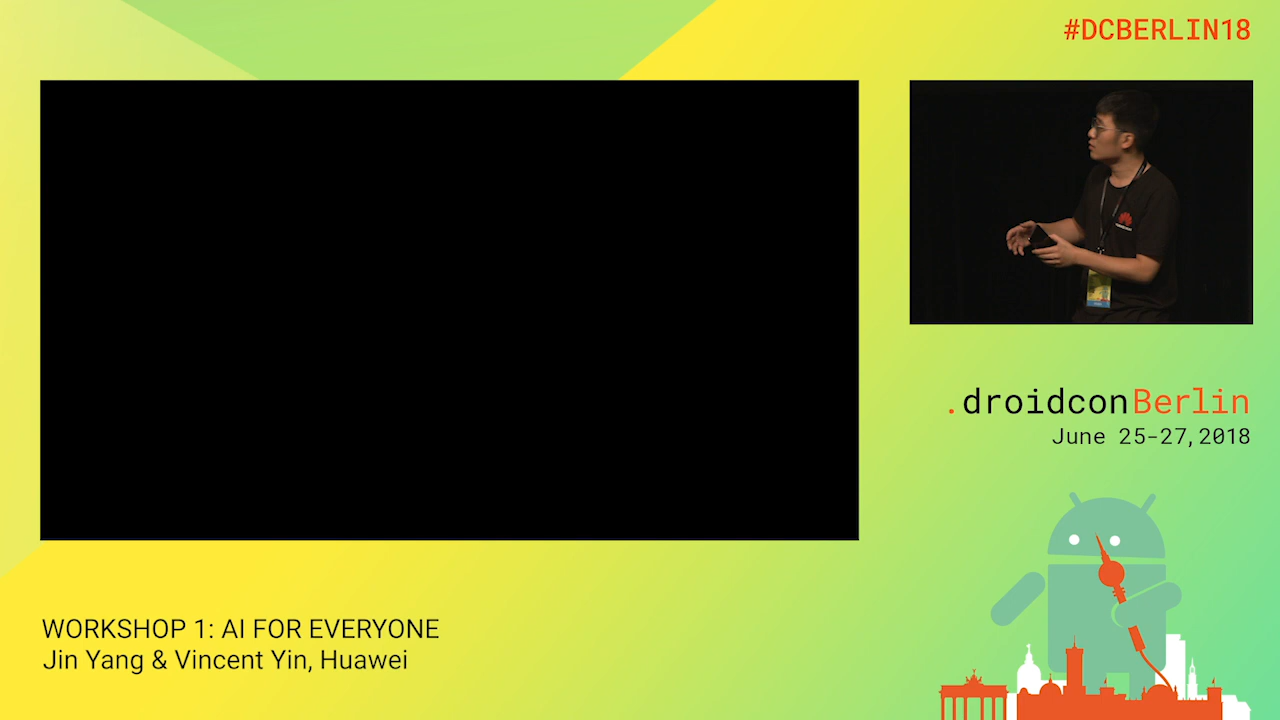 #DCBERLIN18
.droidconBerlin
June 25-27,2018
WORKSHOP 1: AI FOR EVERYONE
Jin Yang & Vincent Yin, Huawei